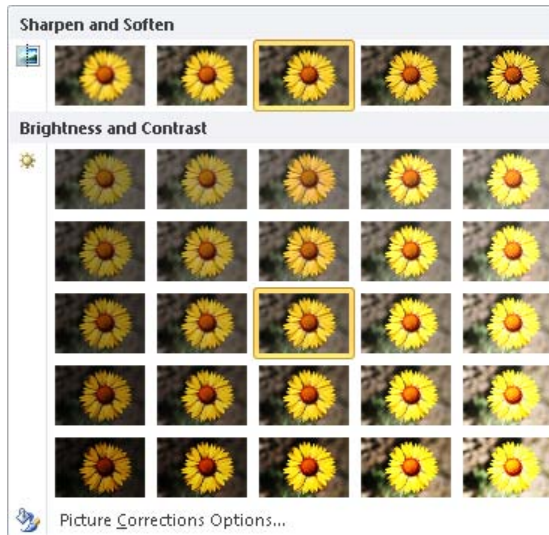 Sharpen and Soften
Brightness and Contrast
Picture Corrections Options...